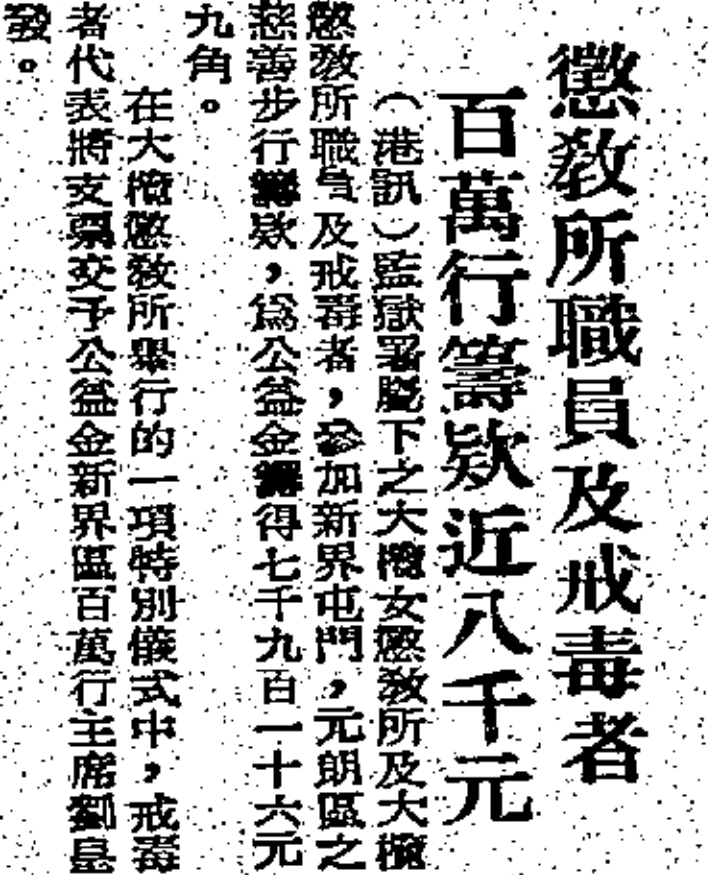 懲教所職員及戒毒者
百萬行籌欵近八千元
（港訊）監獄署屬下之大欖女懲教所及大欖
懲教所職員及戒毒者，參加新界屯門，元朗區之
慈善步行籌欵，爲公益金籌得七千九百一十六元
九角。
在大欖懲教所舉行的一項特別儀式中，戒毒
者代表將支票交予公益金新界區百萬行主席劉皇
發。